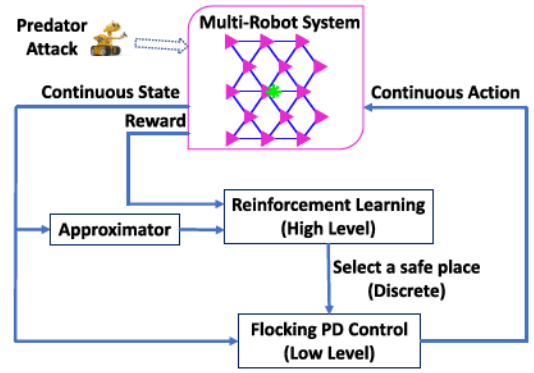 Predator
Attack
Multi-Robot System
Continuous State
Continuous Action
Reward
Reinforcement Learning
(High Level)
Approximator
Select a safe place
(Discrete)
Flocking PD Control
(Low Level)